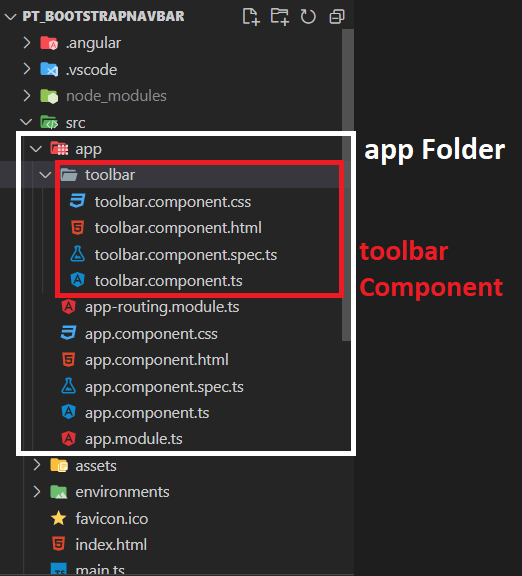 PT_BOOTSTRAPNAVBAR
.angular
.vscode
node_modules
src
app
app Folder
toolbar
toolbar.component.css
toolbar.component.html
toolbar.component.spec.ts
toolbar
toolbar.component.ts
Component
app-routing.module.ts
app.component.css
app.component.html
app.component.spec.ts
app.component.ts
app.module.ts
assets
environments
favicon.ico
index.html
main.ts